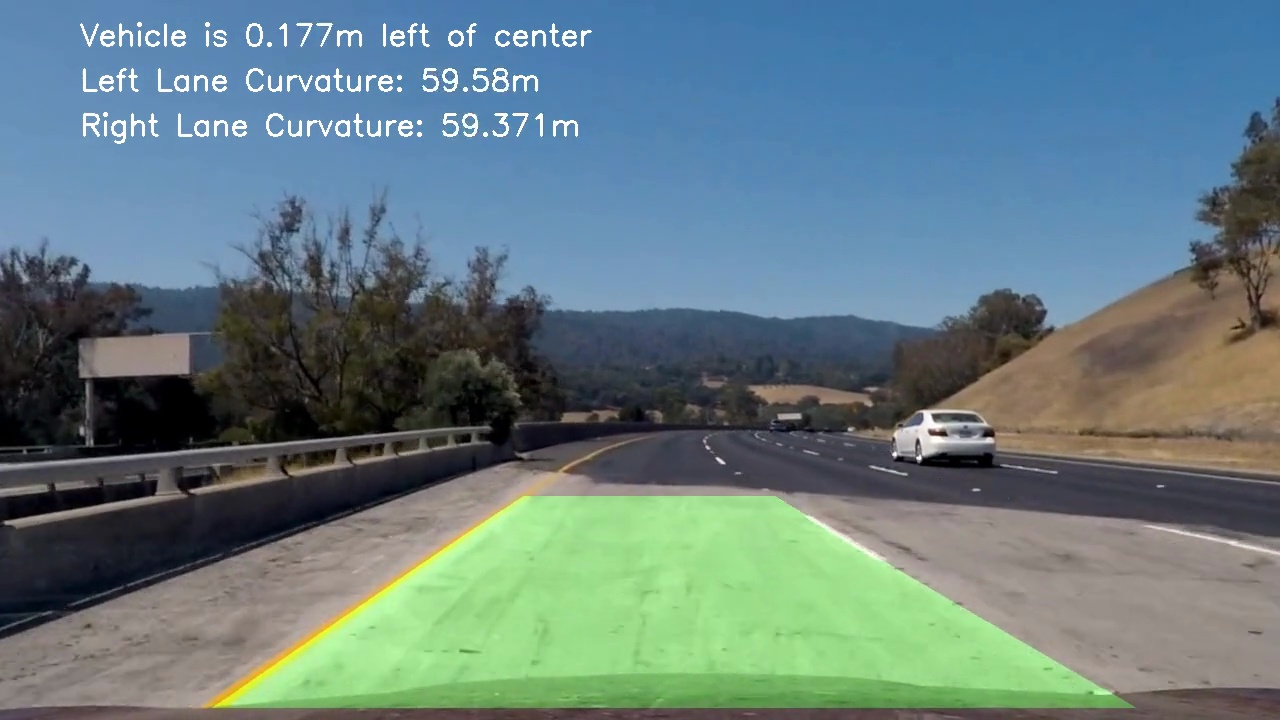 Vehicle is 0.177m left of center
Left Lane Curvature: 59.58m
Right Lane Curvature: 59.371m